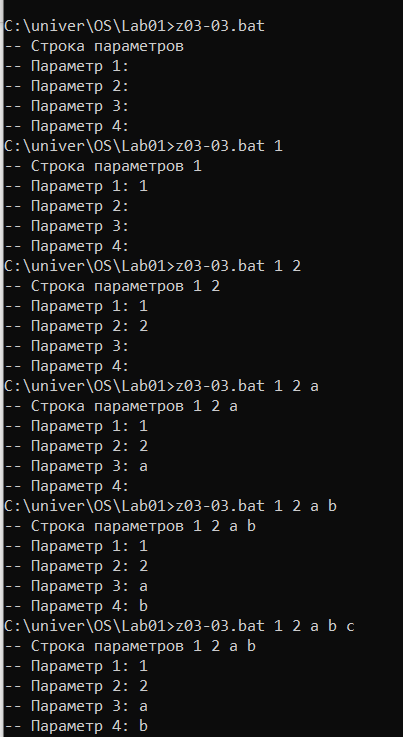 C:\univer\OS\Lab01>z03-03.bat
-- Строка параметров
-- Параметр 1:
-- Параметр 2:
-- Параметр 3:
-- Параметр 4:
C:\univer\OS\Lab01>z03-03.bat 1
-- Строка параметров 1
-- Параметр 1: 1
-- Параметр 2:
-- Параметр 3:
-- Параметр 4:
C:\univer\OS\Lab01>z03-03.bat 1 2
-- Строка параметров 1 2
-- Параметр 1: 1
-- Параметр 2: 2
-- Параметр 3:
-- Параметр 4:
C:\univer\OS\Lab01>z03-03.bat 1 2 a
-- Строка параметров 1 2 a
-- Параметр 1: 1
-- Параметр 2: 2
-- Параметр 3: a
-- Параметр 4:
C:\univer\OS\Lab01>z03-03.bat 1 2 a b
-- Строка параметров 1 2 a b
-- Параметр 1: 1
-- Параметр 2: 2
-- Параметр 3: a
-- Параметр 4: b
C:\univer\OS\Lab01>z03-03.bat 1 2 a b c
-- Строка параметров 1 2 a b
-- Параметр 1: 1
-- Параметр 2: 2
-- Параметр 3: a
-- Параметр 4: b